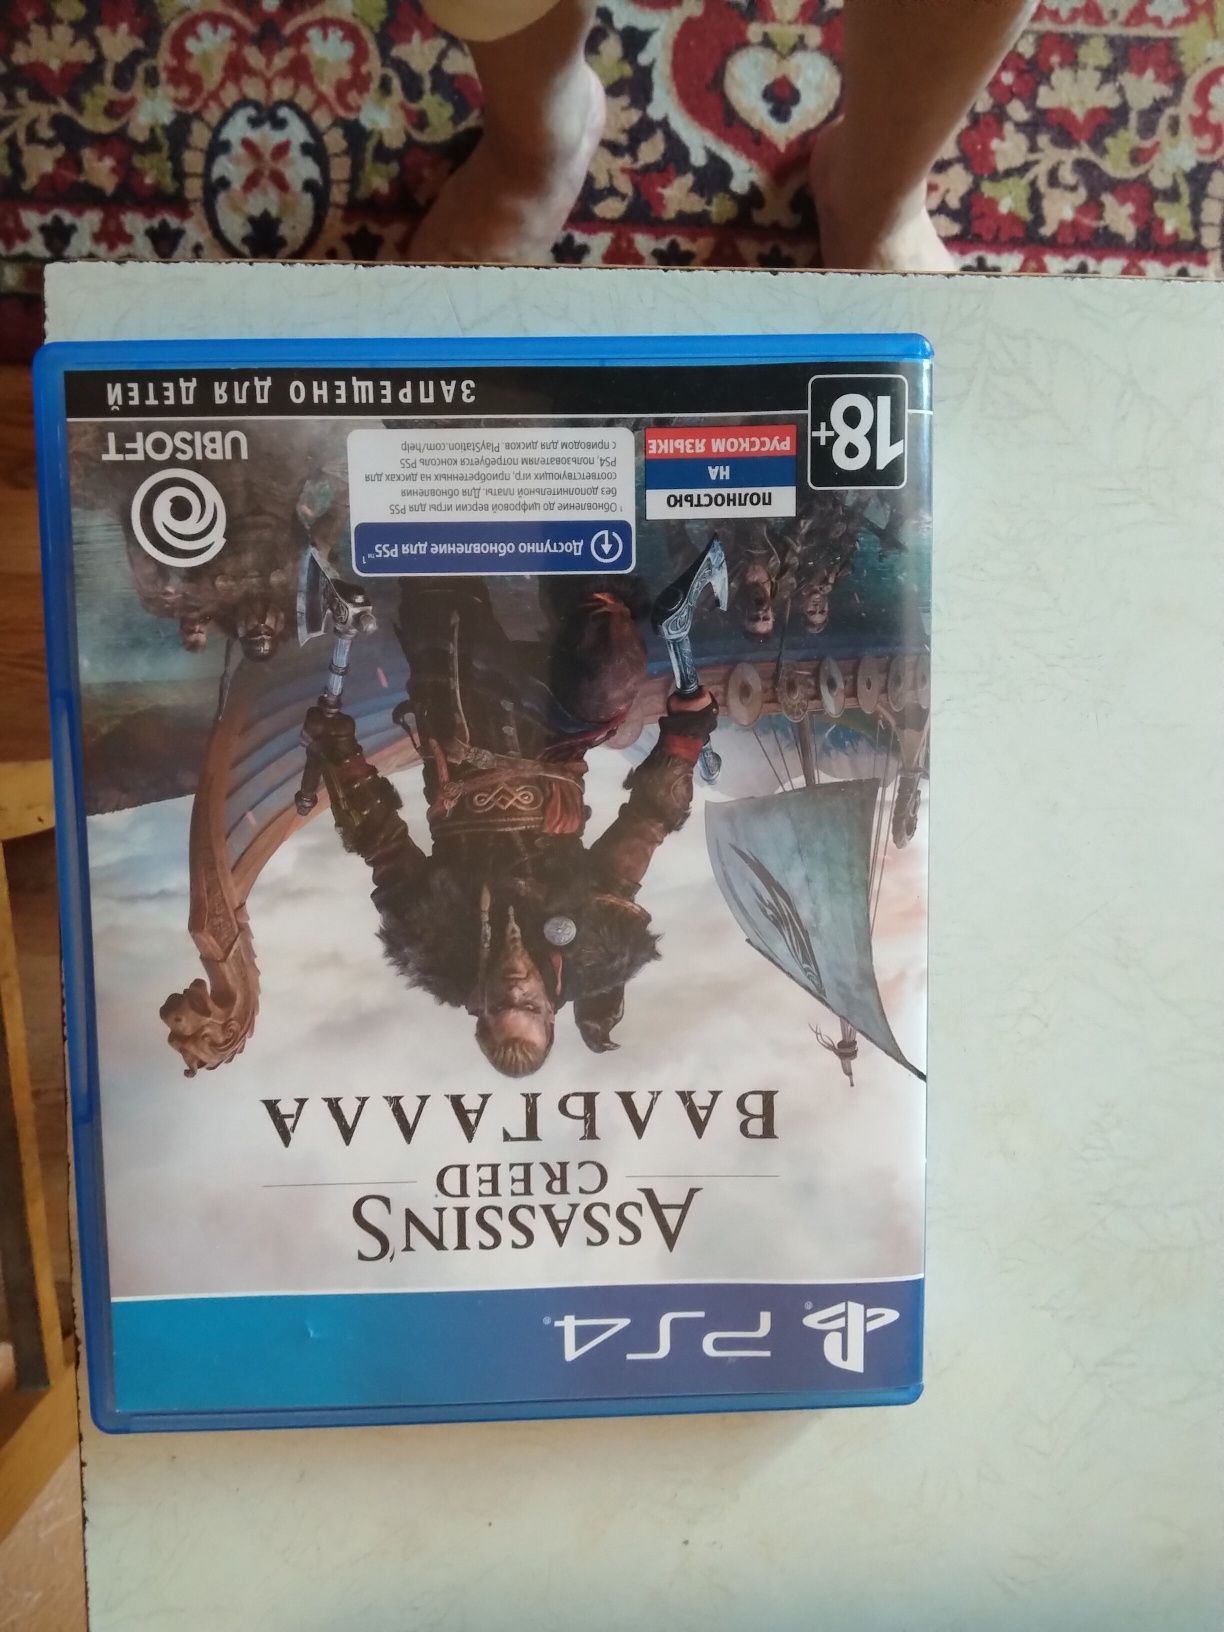 PS4
ASSASSIN'S
CREED
ВАЛЬГАЛЛА
Доступно обновление для PS5™ ¹
¹ Обновление до цифровой версии игры для PS5
без дополнительной платы. Для обновления
соответствующих игр, приобретенных на дисках для
PS4, пользователям потребуется консоль PS5
с приводом для дисков. PlayStation.com/help
ПОЛНОСТЬЮ
НА
РУССКОМ ЯЗЫКЕ
UBISOFT
18+
ЗАПРЕЩЕНО ДЛЯ ДЕТЕЙ